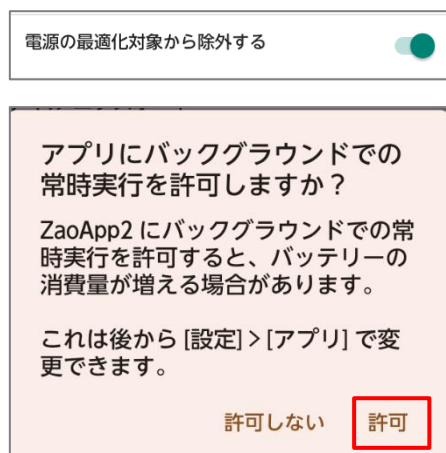 電源の最適化対象から除外する
アプリにバックグラウンドでの
常時実行を許可しますか？
ZaoApp2 にバックグラウンドでの常
時実行を許可すると、バッテリーの
消費量が増える場合があります。
これは後から [設定] > [アプリ] で変
更できます。
許可しない 許可